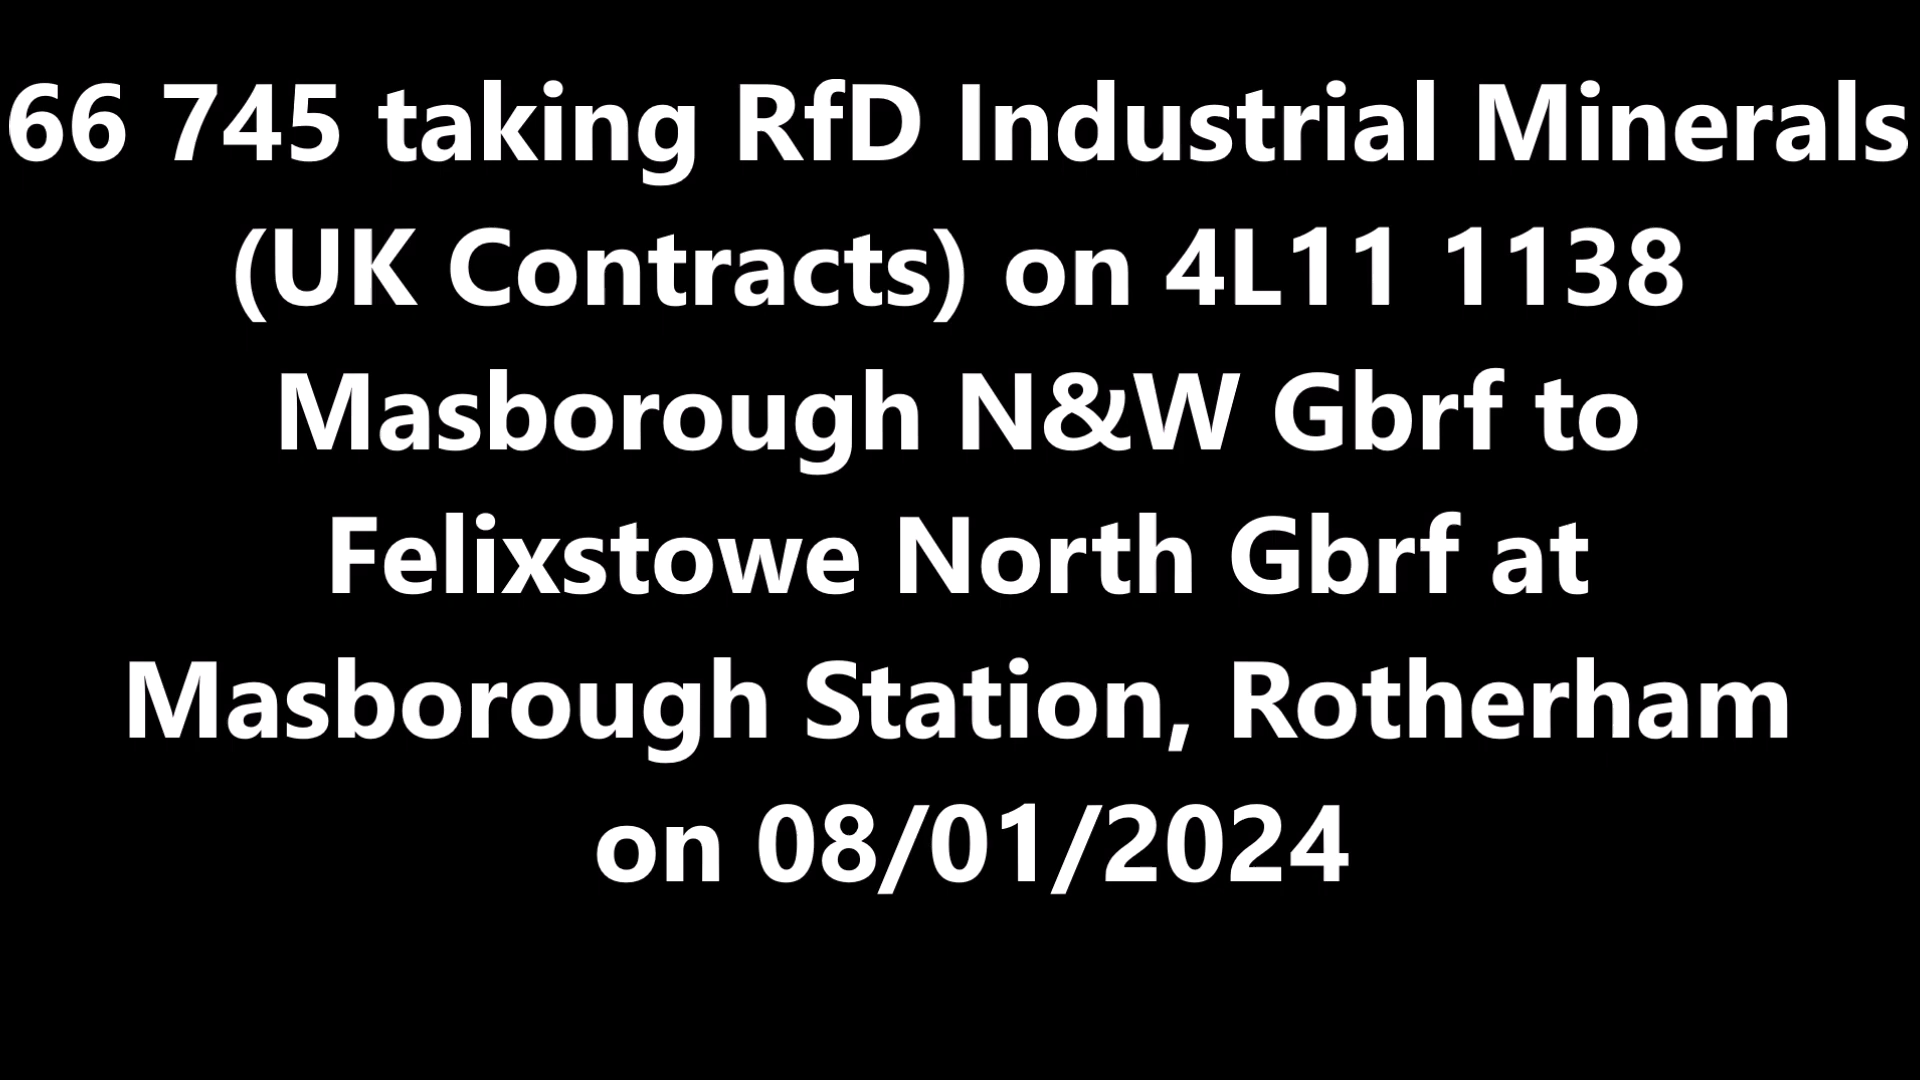 66 745 taking RfD Industrial Minerals
(UK Contracts) on 4L11 1138
Masborough N&W Gbrf to
Felixstowe North Gbrf at
Masborough Station, Rotherham
on 08/01/2024